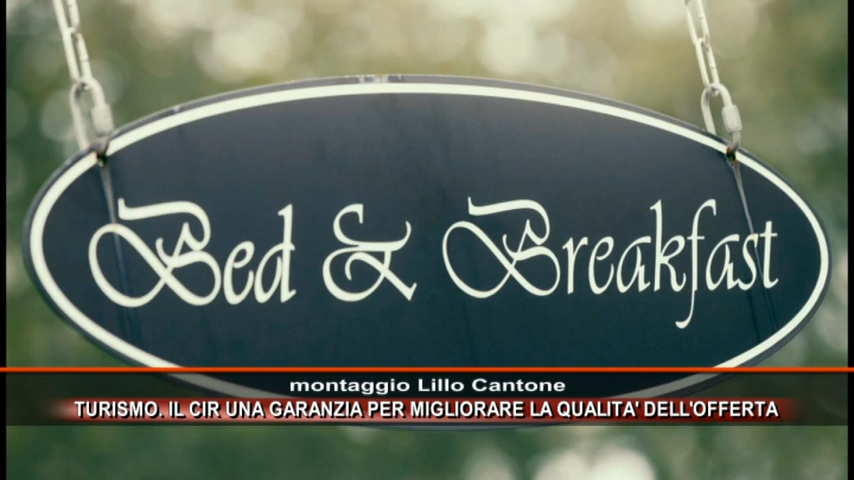 Bed & Breakfast
montaggio Lillo Cantone
TURISMO. IL CIR UNA GARANZIA PER MIGLIORARE LA QUALITA' DELL'OFFERTA